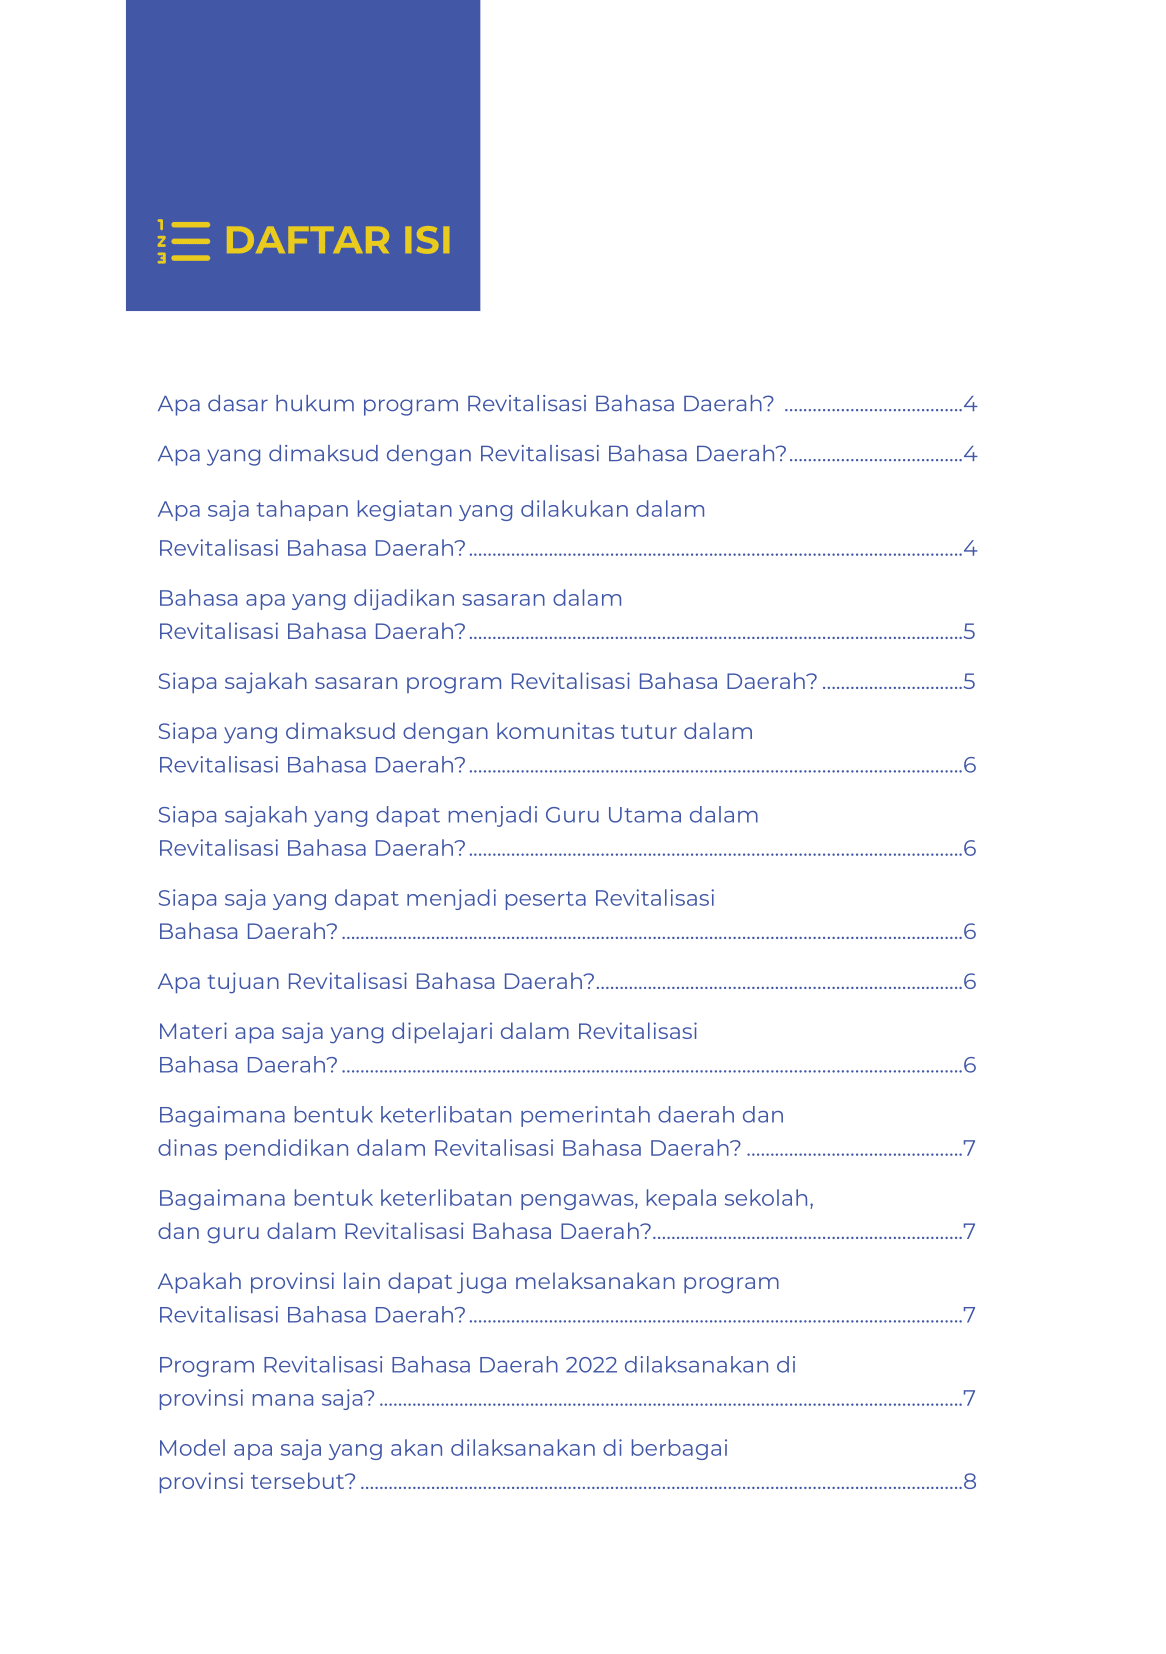 1
2
3
DAFTAR ISI
Apa dasar hukum program Revitalisasi Bahasa Daerah? ......................................4
Apa yang dimaksud dengan Revitalisasi Bahasa Daerah?.....................................4
Apa saja tahapan kegiatan yang dilakukan dalam
Revitalisasi Bahasa Daerah?.........................................................................................................4
Bahasa apa yang dijadikan sasaran dalam
Revitalisasi Bahasa Daerah?.........................................................................................................5
Siapa sajakah sasaran program Revitalisasi Bahasa Daerah?..............................5
Siapa yang dimaksud dengan komunitas tutur dalam
Revitalisasi Bahasa Daerah?.........................................................................................................6
Siapa sajakah yang dapat menjadi Guru Utama dalam
Revitalisasi Bahasa Daerah?.........................................................................................................6
Siapa saja yang dapat menjadi peserta Revitalisasi
Bahasa Daerah?....................................................................................................................................6
Apa tujuan Revitalisasi Bahasa Daerah?..............................................................................6
Materi apa saja yang dipelajari dalam Revitalisasi
Bahasa Daerah?....................................................................................................................................6
Bagaimana bentuk keterlibatan pemerintah daerah dan
dinas pendidikan dalam Revitalisasi Bahasa Daerah? ..............................................7
Bagaimana bentuk keterlibatan pengawas, kepala sekolah,
dan guru dalam Revitalisasi Bahasa Daerah?..................................................................7
Apakah provinsi lain dapat juga melaksanakan program
Revitalisasi Bahasa Daerah?.........................................................................................................7
Program Revitalisasi Bahasa Daerah 2022 dilaksanakan di
provinsi mana saja? ............................................................................................................................7
Model apa saja yang akan dilaksanakan di berbagai
provinsi tersebut? ................................................................................................................................8